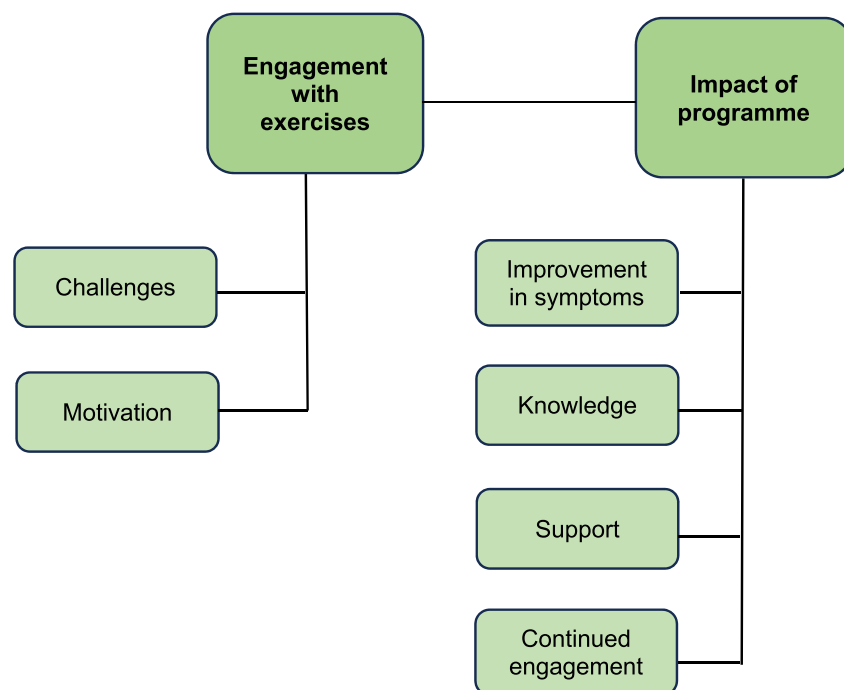 Engagement
with
exercises
Impact of
programme
Challenges
Motivation
Improvement
in symptoms
Knowledge
Support
Continued
engagement